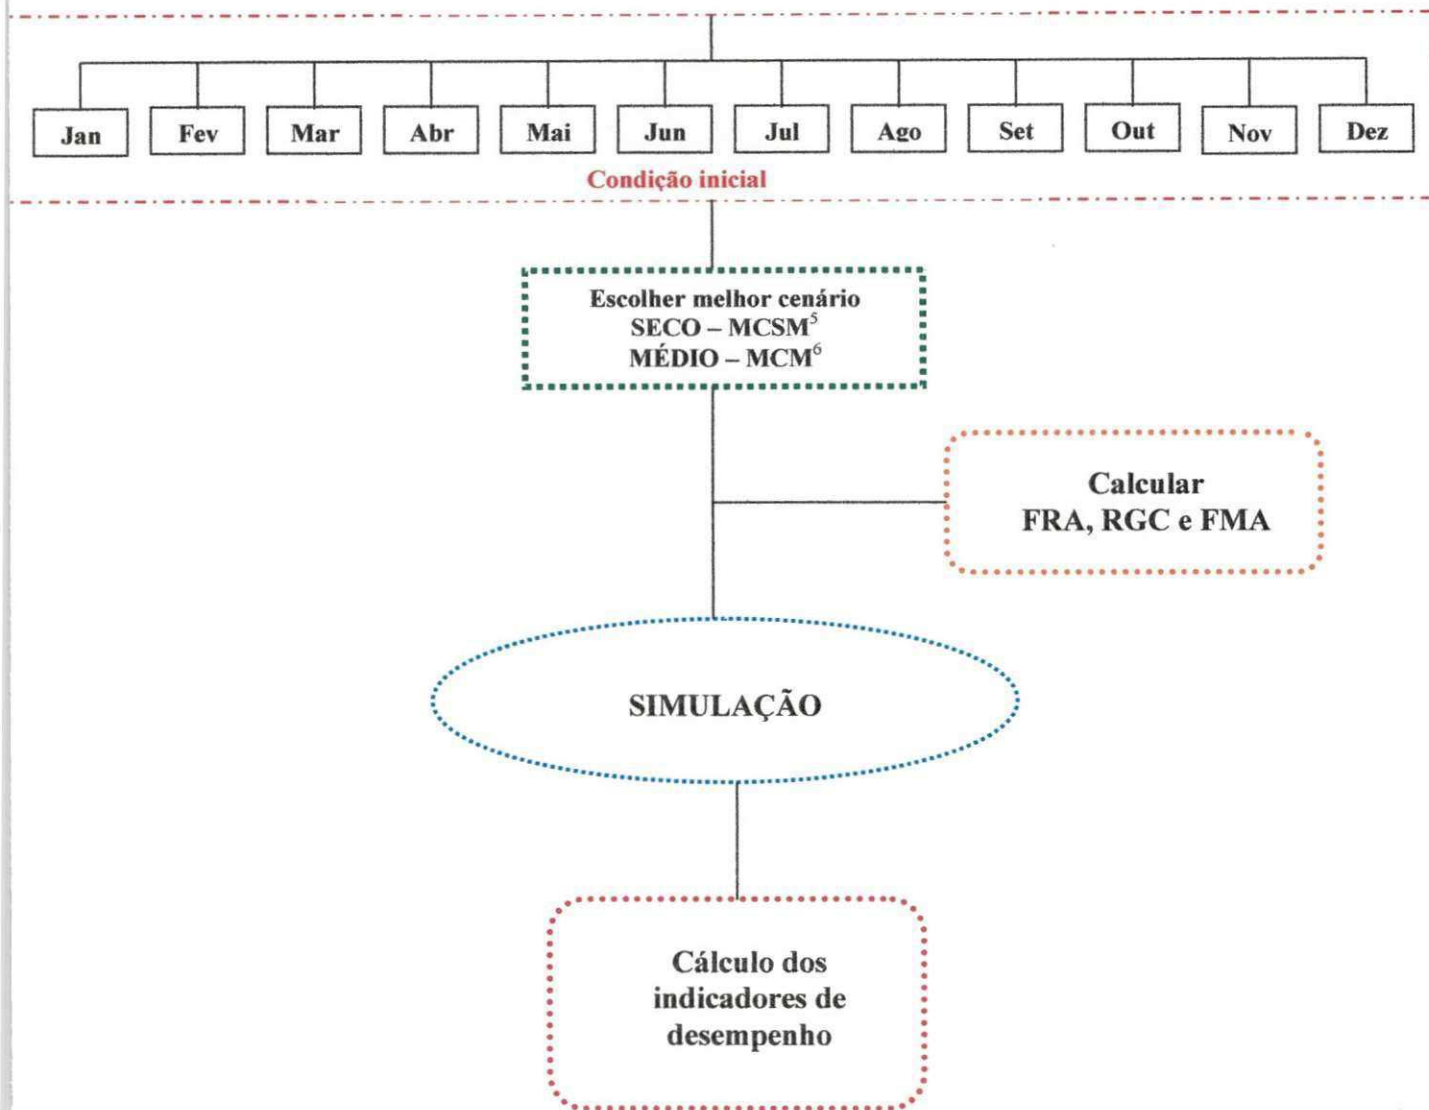 Jan Fev Mar Abr Mai Jun Jul Ago Set Out Nov Dez
Condição inicial
Escolher melhor cenário
SECO – MCSM⁵
MÉDIO – MCM⁶
Calcular
FRA, RGC e FMA
SIMULAÇÃO
Cálculo dos
indicadores de
desempenho